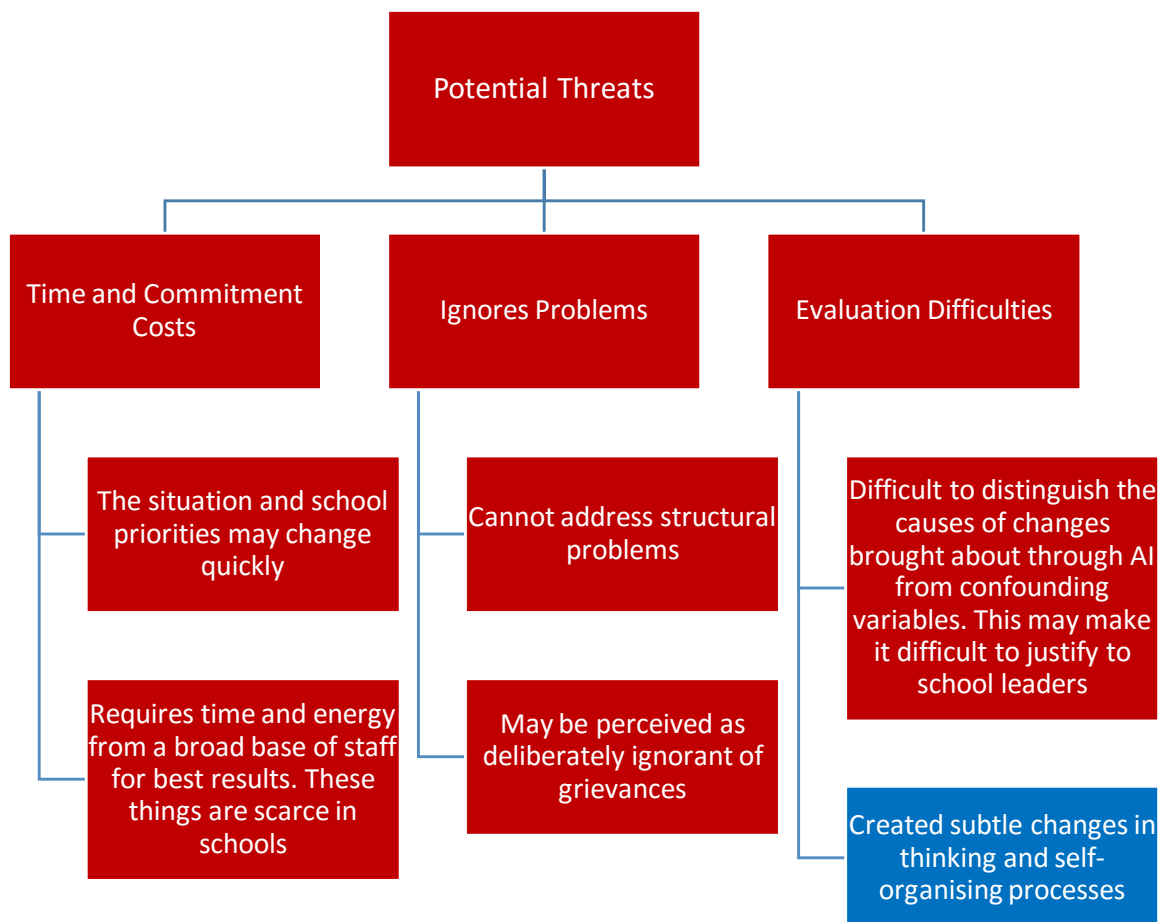 Potential Threats
Time and Commitment
Costs
Ignores Problems
Evaluation Difficulties
The situation and school
priorities may change
quickly
Requires time and energy
from a broad base of staff
for best results. These
things are scarce in
schools
Cannot address structural
problems
May be perceived as
deliberately ignorant of
grievances
Difficult to distinguish the
causes of changes
brought about through AI
from confounding
variables. This may make
it difficult to justify to
school leaders
Created subtle changes in
thinking and self-
organising processes